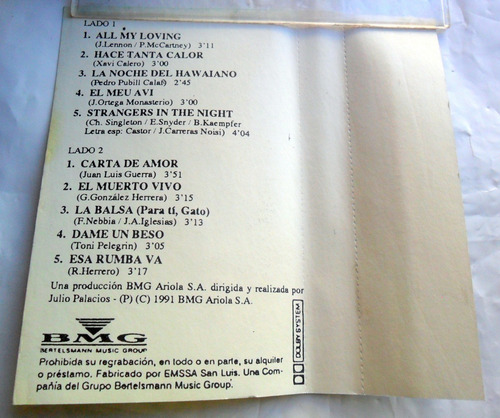 LADO 1
1. ALL MY LOVING
(J.Lennon / P.McCartney) 3'11
2. HACE TANTA CALOR
(Xavi Calero) 3'00
3. LA NOCHE DEL HAWAIANO
(Pedro Pubill Calaf) 2'45
4. EL MEU AVI
(J.Ortega Monasterio) 3'00
5. STRANGERS IN THE NIGHT
(Ch. Singleton / E.Snyder / B.Kaempfer
Letra esp: Castor / J.Carreras Noisi) 4'04
LADO 2
1. CARTA DE AMOR
(Juan Luis Guerra) 3'51
2. EL MUERTO VIVO
(G.González Herrera) 3'15
3. LA BALSA (Para tí, Gato)
(F.Nebbia / J.A.Iglesias) 3'13
4. DAME UN BESO
(Toni Pelegrin) 3'05
5. ESA RUMBA VA
(R.Herrero) 3'17
Una producción BMG Ariola S.A. dirigida y realizada por
Julio Palacios - (P) (C) 1991 BMG Ariola S.A.
BMG
BERTELSMANN MUSIC GROUP
DOLBY SYSTEM
Prohibida su regrabación, en todo o en parte, su alquiler
o préstamo. Fabricado por EMSSA San Luis. Una Com-
pañía del Grupo Bertelsmann Music Group.